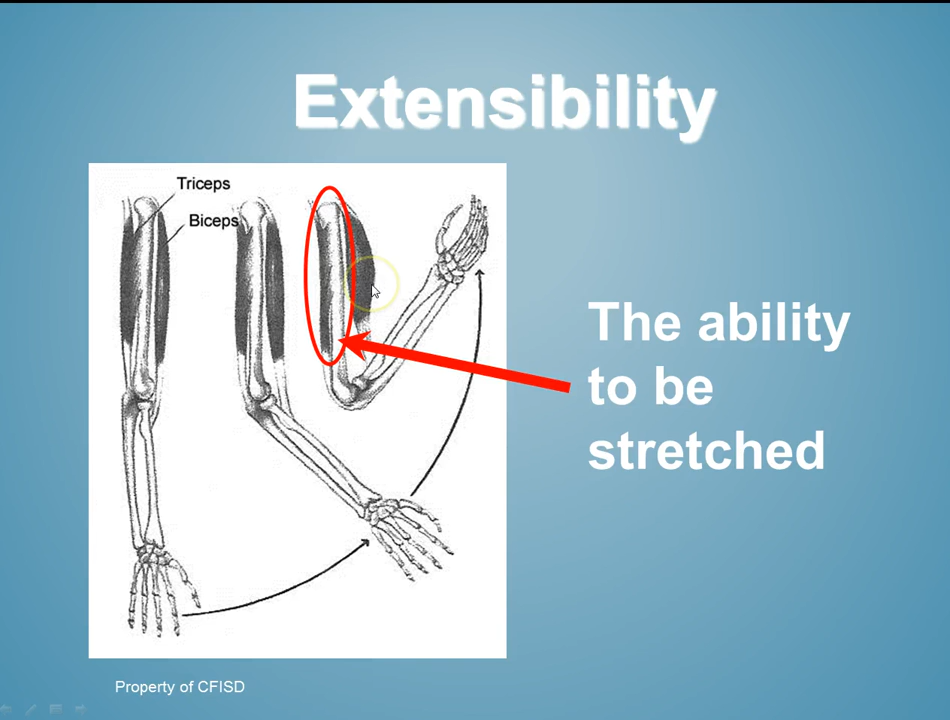 Extensibility
Triceps
Biceps
The ability
to be
stretched
Property of CFISD